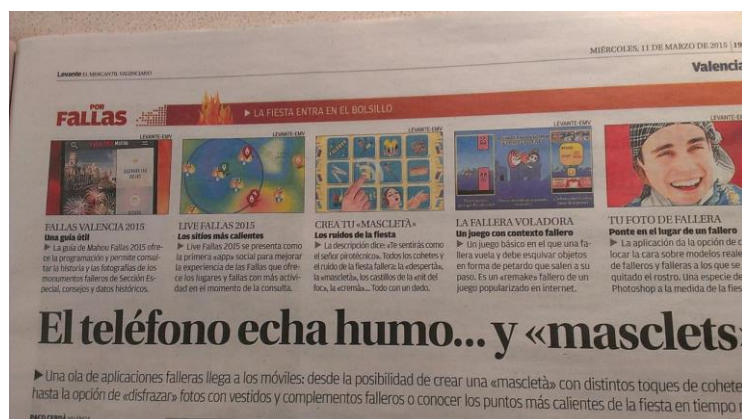 MIÉRCOLES, 11 DE MARZO DE 2015 | 19
Levante EL MERCANTIL VALENCIANO
Valencia
POR
FALLAS
▶ LA FIESTA ENTRA EN EL BOLSILLO
LEVANTE-EMV
FALLAS VALENCIA 2015
Una guía útil
▶ La guía de Mahou Fallas 2015 ofre-
ce la programación y permite consul-
tar la historia y las fotografías de los
monumentos falleros de Sección Es-
pecial, consejos y datos históricos.
LEVANTE-EMV
LIVE FALLAS 2015
Los sitios más calientes
▶ Live Fallas 2015 se presenta como
la primera «app» social para mejorar
la experiencia de las Fallas que ofre-
ce los lugares y fallas con más activi-
dad en el momento de la consulta.
LEVANTE-EMV
CREA TU «MASCLETÀ»
Los ruidos de la fiesta
▶ La descripción dice: «Te sentirás como
el señor pirotécnico». Todos los cohetes y
el ruido de la fiesta fallera: la «despertà»,
la «mascletà», los castillos de la «nit del
foc», la «cremà»... Todo con un dedo.
LEVANTE-EMV
LA FALLERA VOLADORA
Un juego con contexto fallero
▶ Un juego básico en el que una fa-
llera vuela y debe esquivar objetos
en forma de petardo que salen a su
paso. Es un «remake» fallero de un
juego popularizado en internet.
LEVANTE-EM
TU FOTO DE FALLERA
Ponte en el lugar de un fallero
▶ La aplicación da la opción de c
locar la cara sobre modelos reale
de falleros y falleras a los que se
quitado el rostro. Una especie de
Photoshop a la medida de la fies
El teléfono echa humo... y «masclets»
▶ Una ola de aplicaciones falleras llega a los móviles: desde la posibilidad de crear una «mascletà» con distintos toques de cohete
hasta la opción de «disfrazar» fotos con vestidos y complementos falleros o conocer los puntos más calientes de la fiesta en tiempo r
PACO CERDÀ VALENCIA